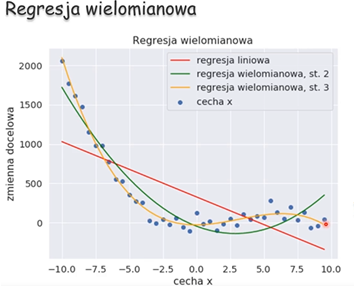 Regresja wielomianowa
Regresja wielomianowa
regresja liniowa
regresja wielomianowa, st. 2
regresja wielomianowa, st. 3
cecha x
zmienna docelowa
2000
1500
1000
500
0
−10.0 −7.5 −5.0 −2.5 0.0 2.5 5.0 7.5 10.0
cecha x